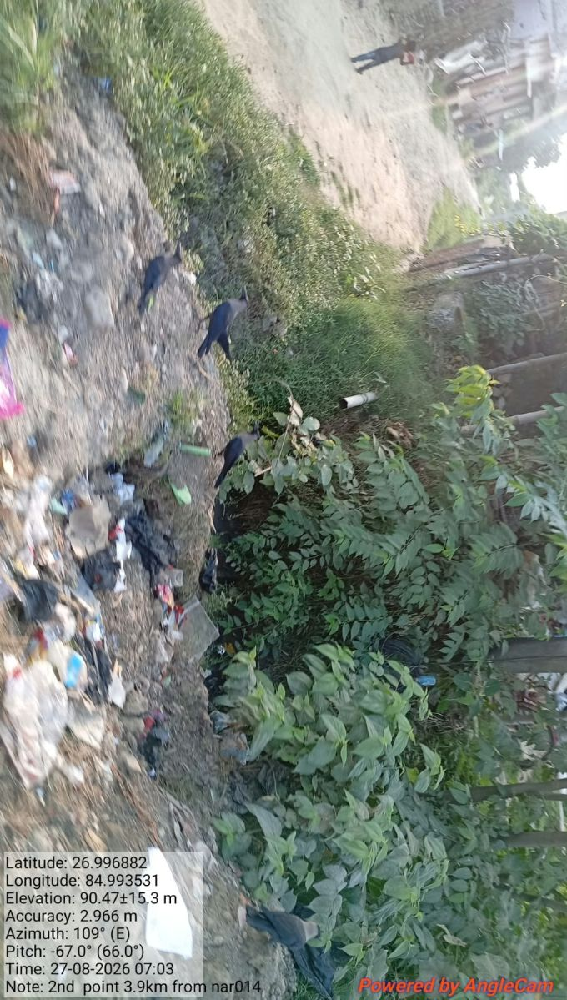 Latitude: 26.996882
Longitude: 84.993531
Elevation: 90.47±15.3 m
Accuracy: 2.966 m
Azimuth: 109° (E)
Pitch: -67.0° (66.0°)
Time: 27-08-2026 07:03
Note: 2nd  point 3.9km from nar014
Powered by AngleCam